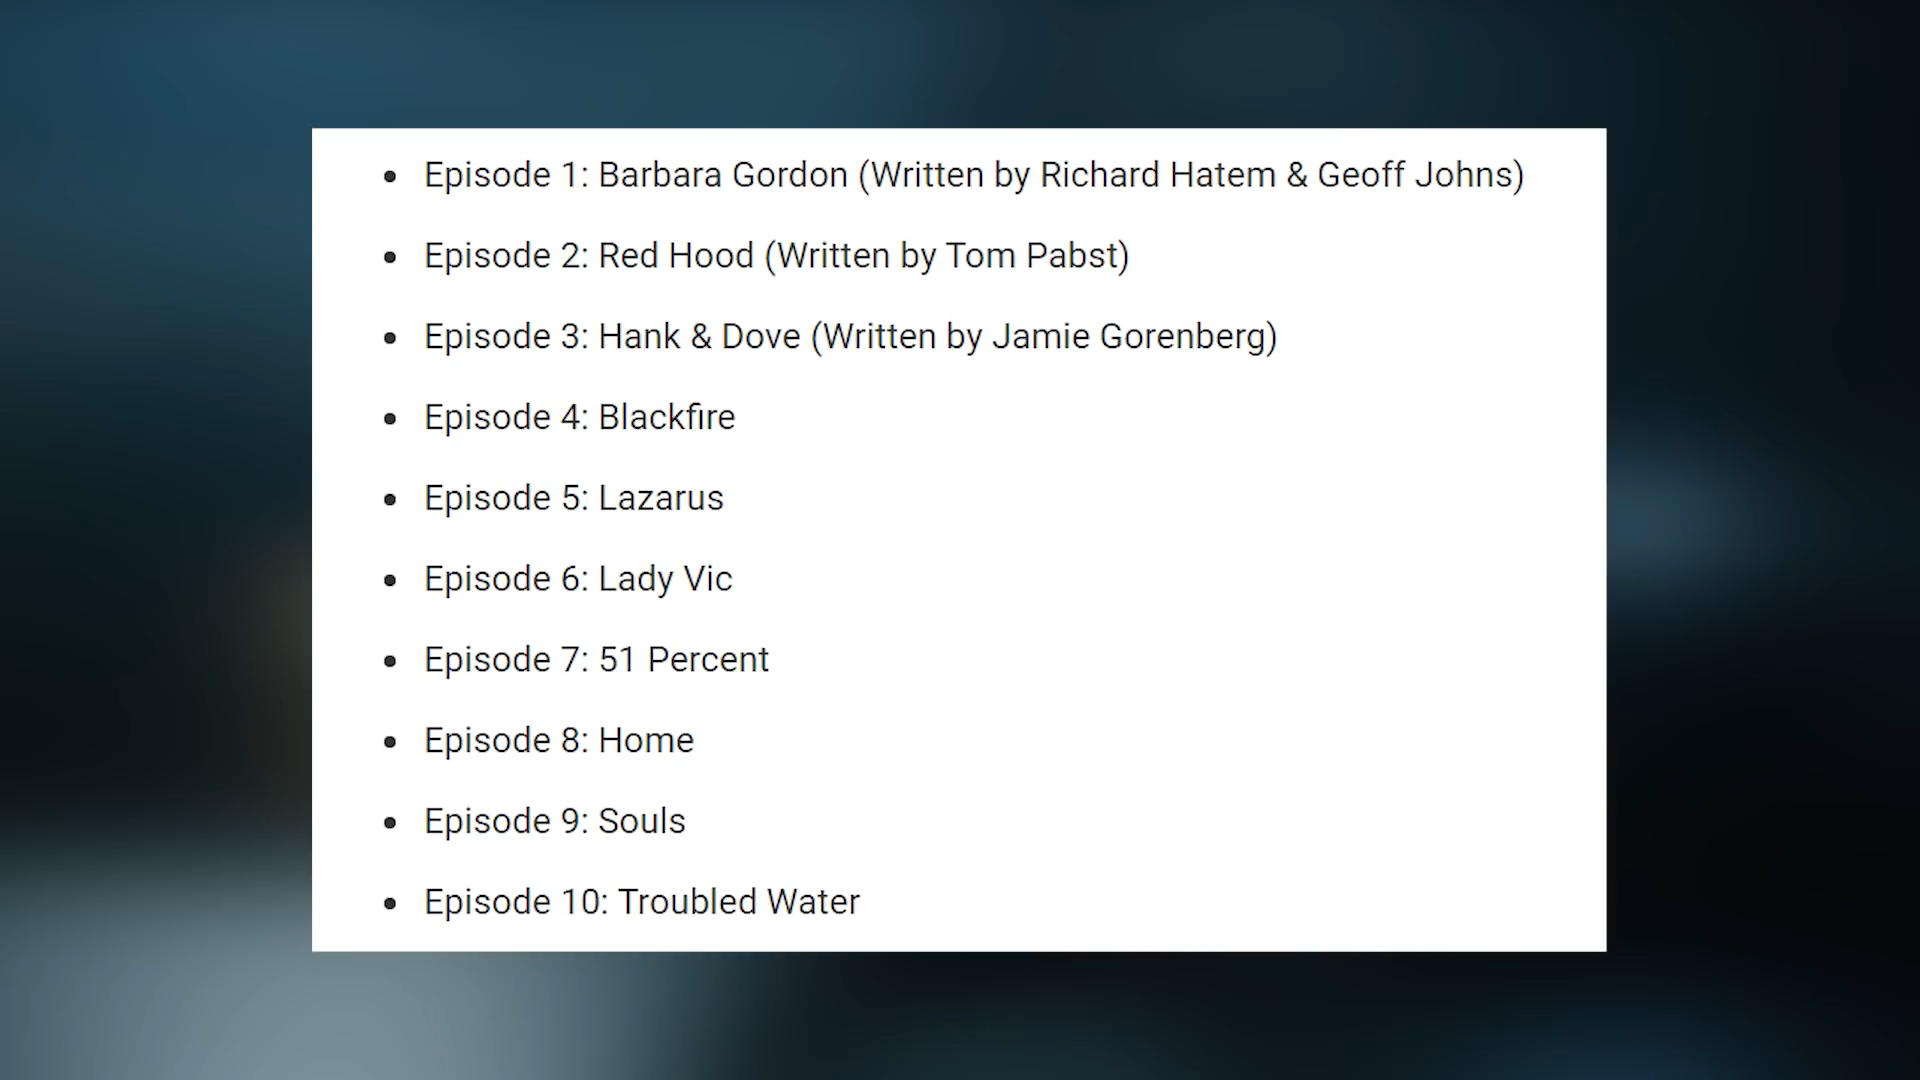 Episode 1: Barbara Gordon (Written by Richard Hatem & Geoff Johns)
Episode 2: Red Hood (Written by Tom Pabst)
Episode 3: Hank & Dove (Written by Jamie Gorenberg)
Episode 4: Blackfire
Episode 5: Lazarus
Episode 6: Lady Vic
Episode 7: 51 Percent
Episode 8: Home
Episode 9: Souls
Episode 10: Troubled Water